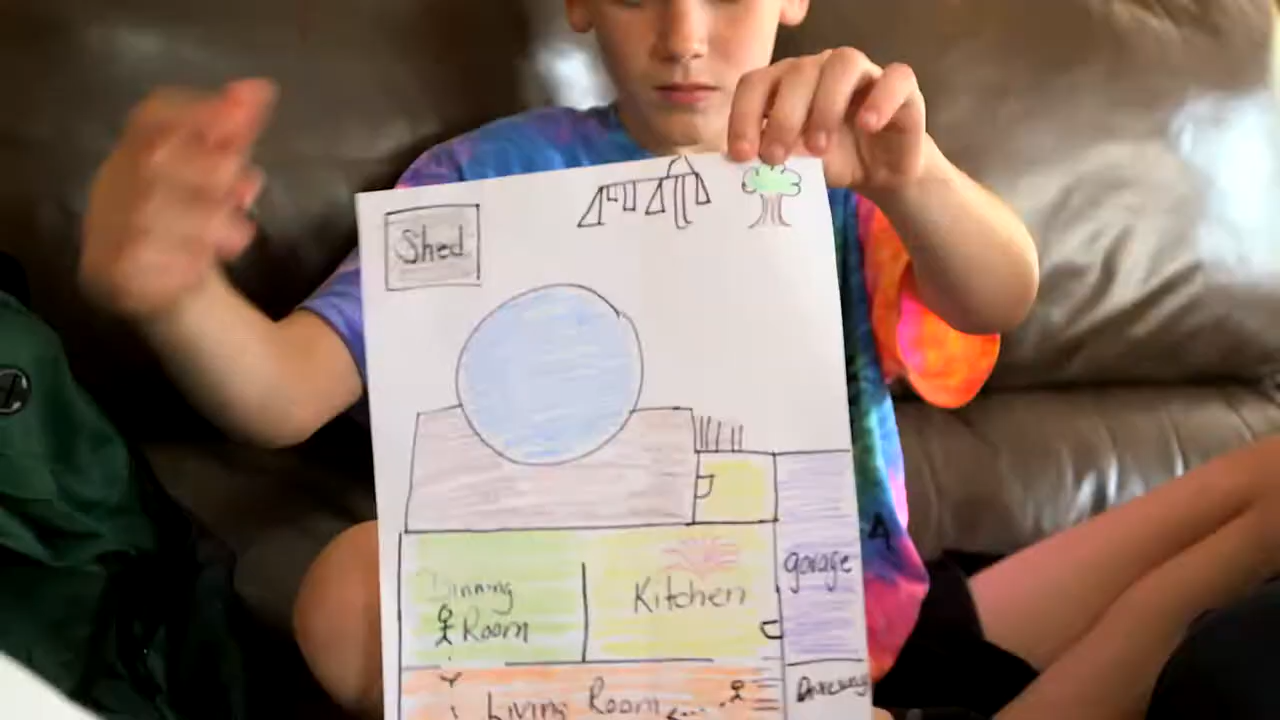 Shed
Dinning
Room
Kitchen
garage
Driveway
Living Room